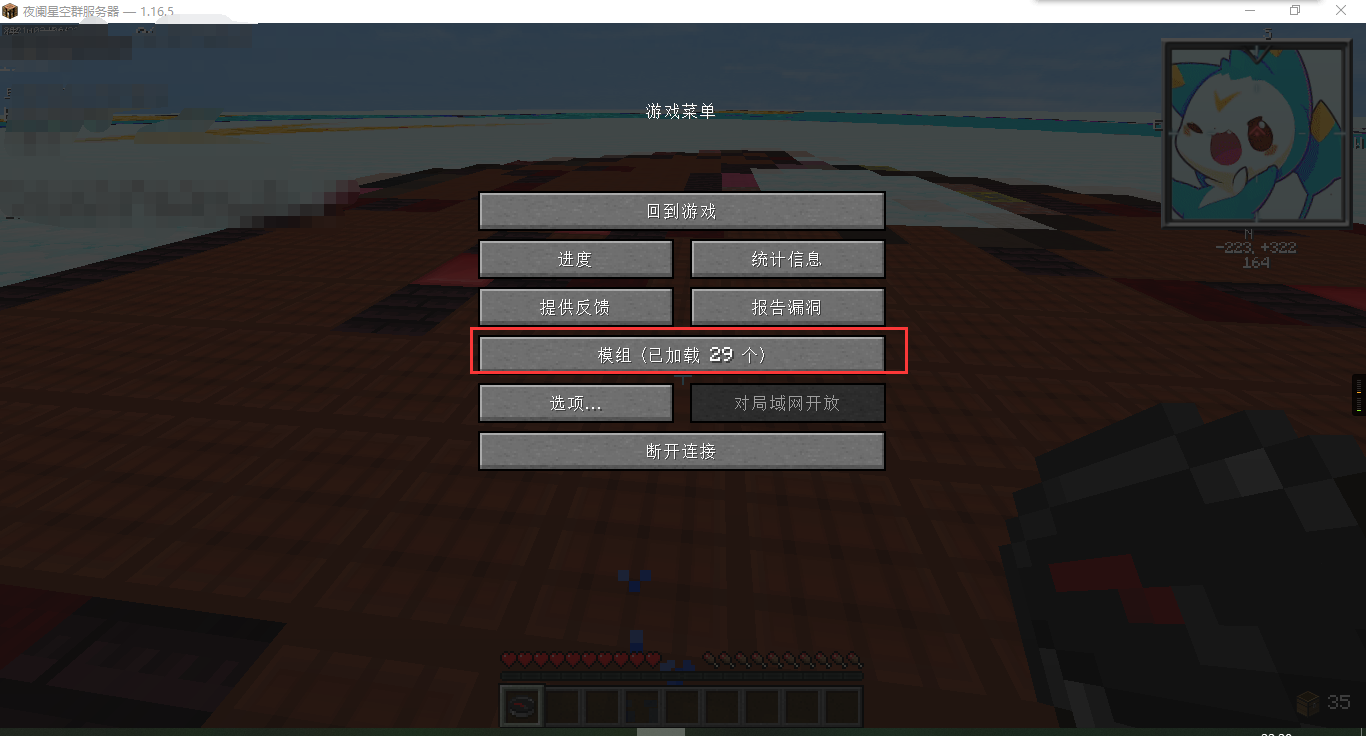 夜阑星空群服务器 — 1.16.5
S
游戏菜单
E
W
回到游戏
N
-223, +322
164
进度
统计信息
提供反馈
报告漏洞
模组 (已加载 29 个)
选项...
对局域网开放
断开连接
35